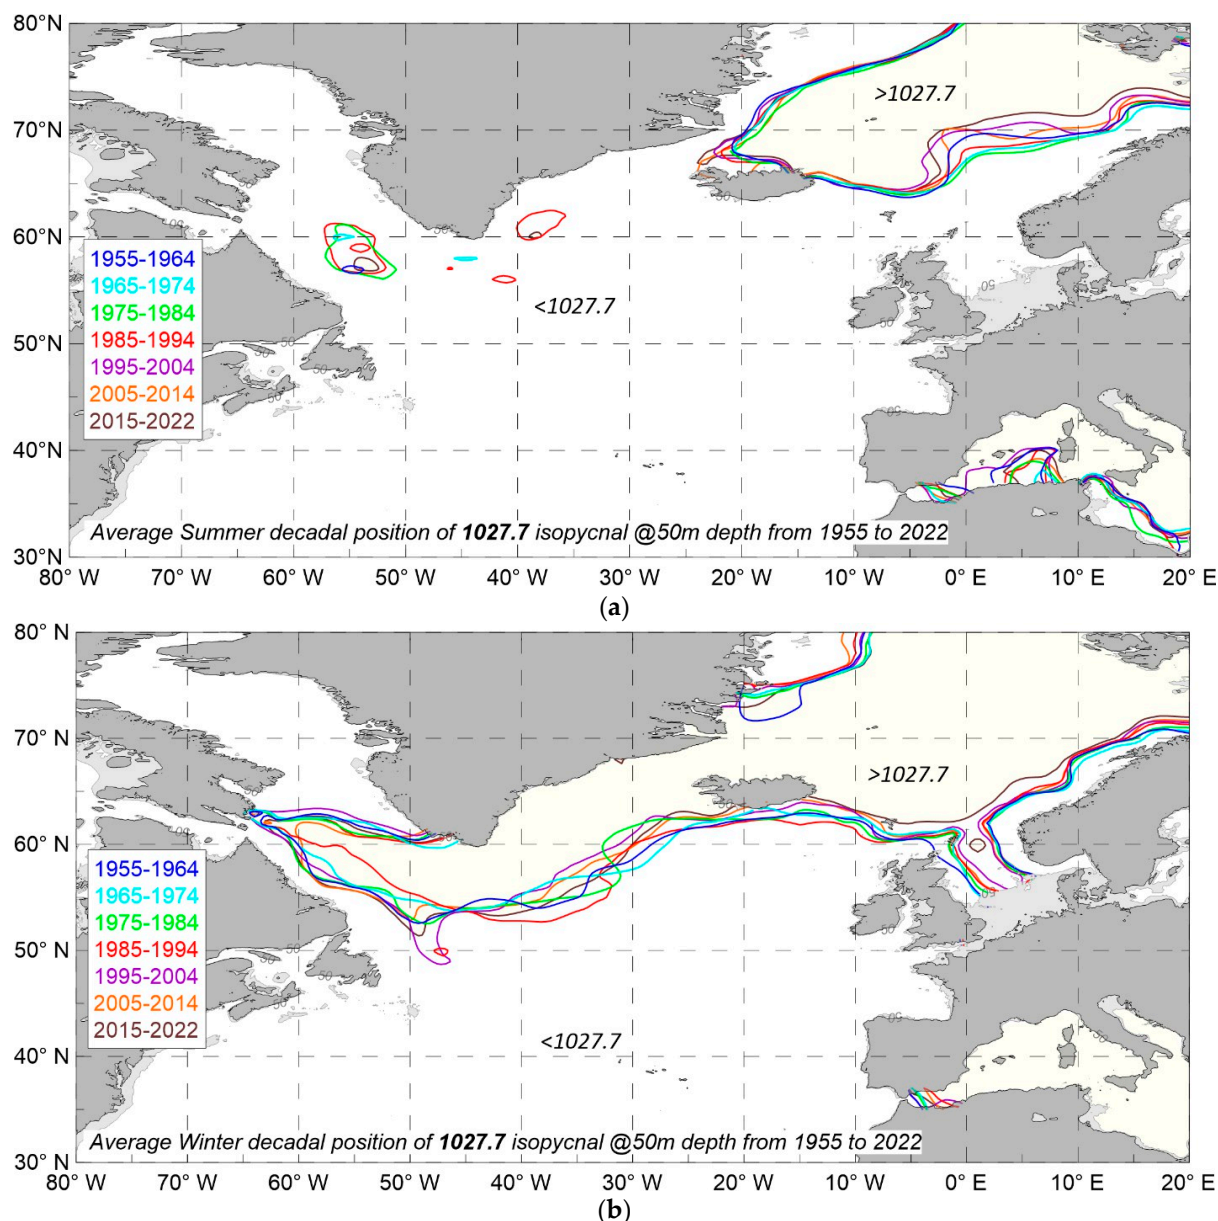 80° N
>1027.7
70° N
60° N
1955-1964
1965-1974
<1027.7
1975-1984
50° N
1985-1994
1995-2004
2005-2014
2015-2022
40° N
Average Summer decadal position of 1027.7 isopycnal @50m depth from 1955 to 2022
30° N
80° W 70° W 60° W 50° W 40° W 30° W 20° W 10° W 0° E 10° E 20° E
(a)
80° N
70° N
>1027.7
60° N
1955-1964
1965-1974
1975-1984
50° N
1985-1994
1995-2004
2005-2014
2015-2022
<1027.7
40° N
Average Winter decadal position of 1027.7 isopycnal @50m depth from 1955 to 2022
30° N
80° W 70° W 60° W 50° W 40° W 30° W 20° W 10° W 0° E 10° E 20° E
(b)